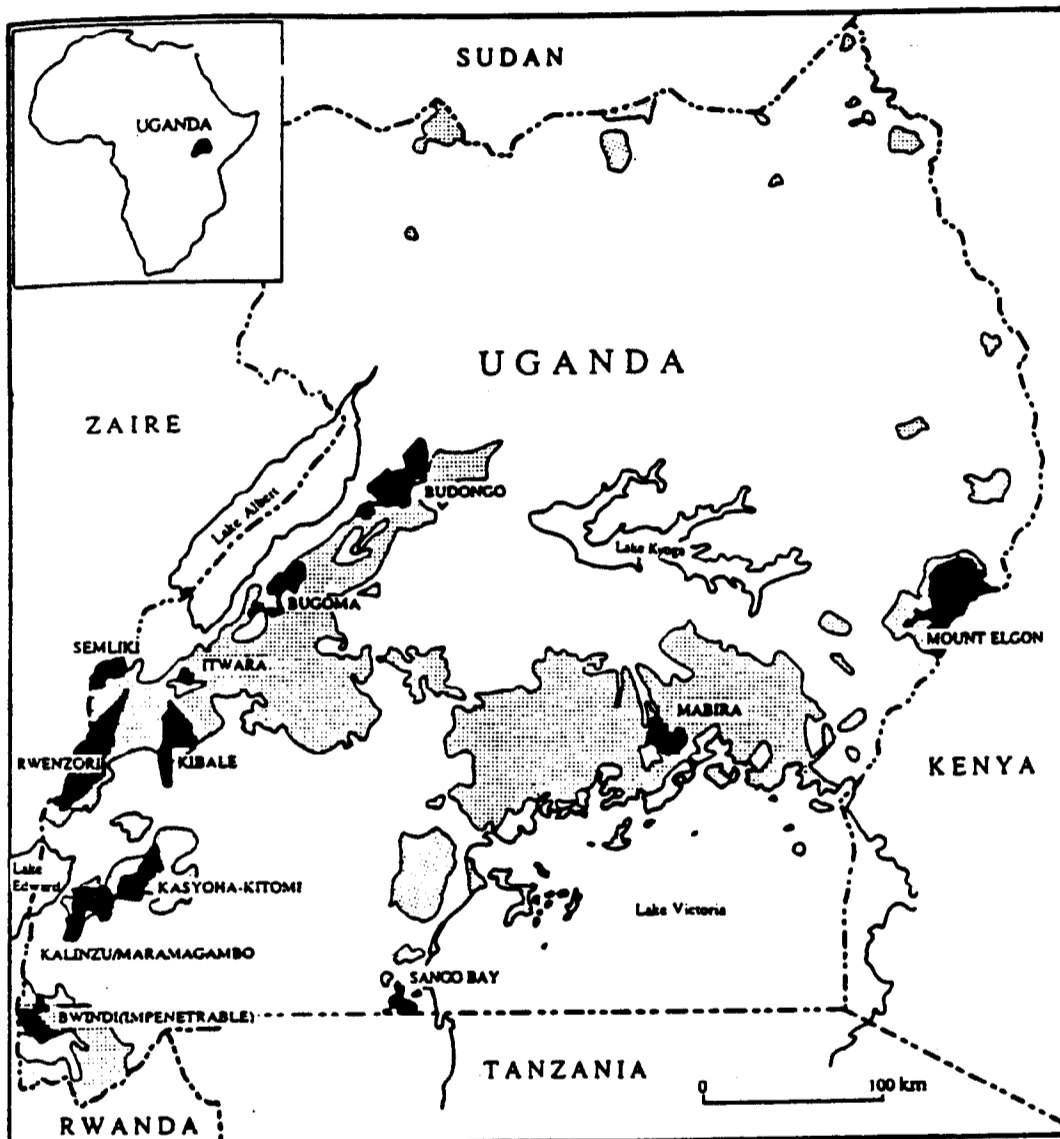 SUDAN
UGANDA
UGANDA
ZAIRE
Lake Albert
BUDONGO
Lake Kyoga
BUGOMA
MOUNT ELGON
SEMLIKI
ITWARA
MABIRA
RWENZORI
KIBALE
KENYA
Lake
Edward
KASYOHA-KITOMI
Lake Victoria
KALINZU/MARAMAGAMBO
SANGO BAY
BWINDI(IMPENETRABLE)
TANZANIA
0 100 km
RWANDA